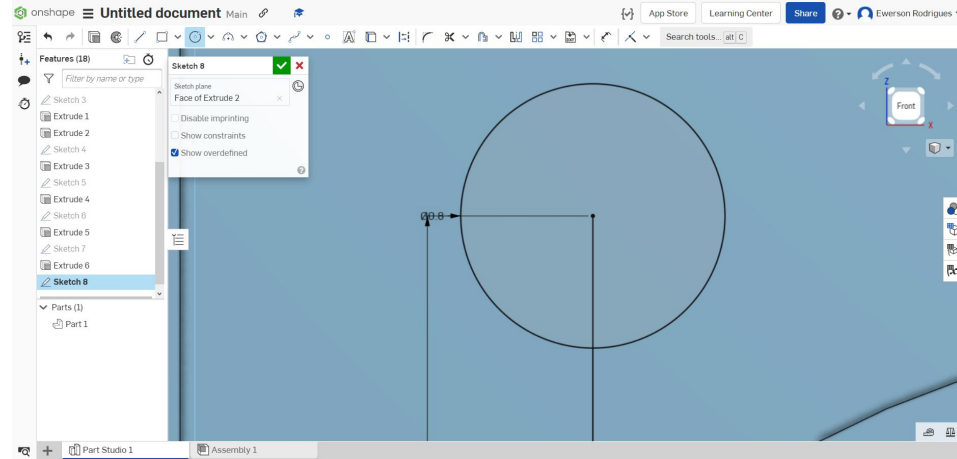 onshape Untitled document Main App Store Learning Center Share Ewerson Rodrigues
Search tools... alt C
Features (18)
Filter by name or type
Sketch 3
Extrude 1
Extrude 2
Sketch 4
Extrude 3
Sketch 5
Extrude 4
Sketch 6
Extrude 5
Sketch 7
Extrude 6
Sketch 8
Parts (1)
Part 1
Sketch 8
Sketch plane
Face of Extrude 2
Disable imprinting
Show constraints
Show overdefined
Ø0.8
Z
Front
X
Part Studio 1 Assembly 1